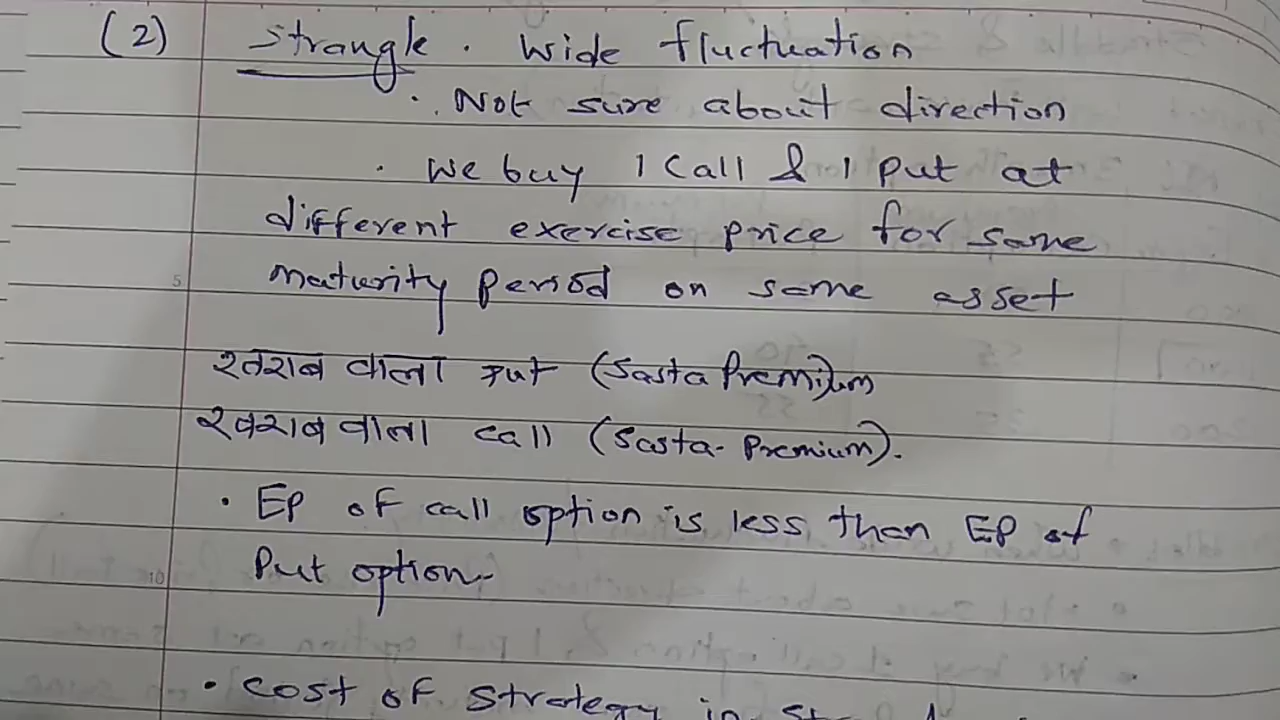 (2) Strangle . Wide fluctuation
. Not sure about direction
. We buy 1 Call & 1 put at
different exercise price for same
maturity period on same asset
खराब वाला Put (Sasta Premium)
खराब वाला call (Sasta-Premium).
. EP of call option is less than EP of
Put option-
. Cost of strategy in